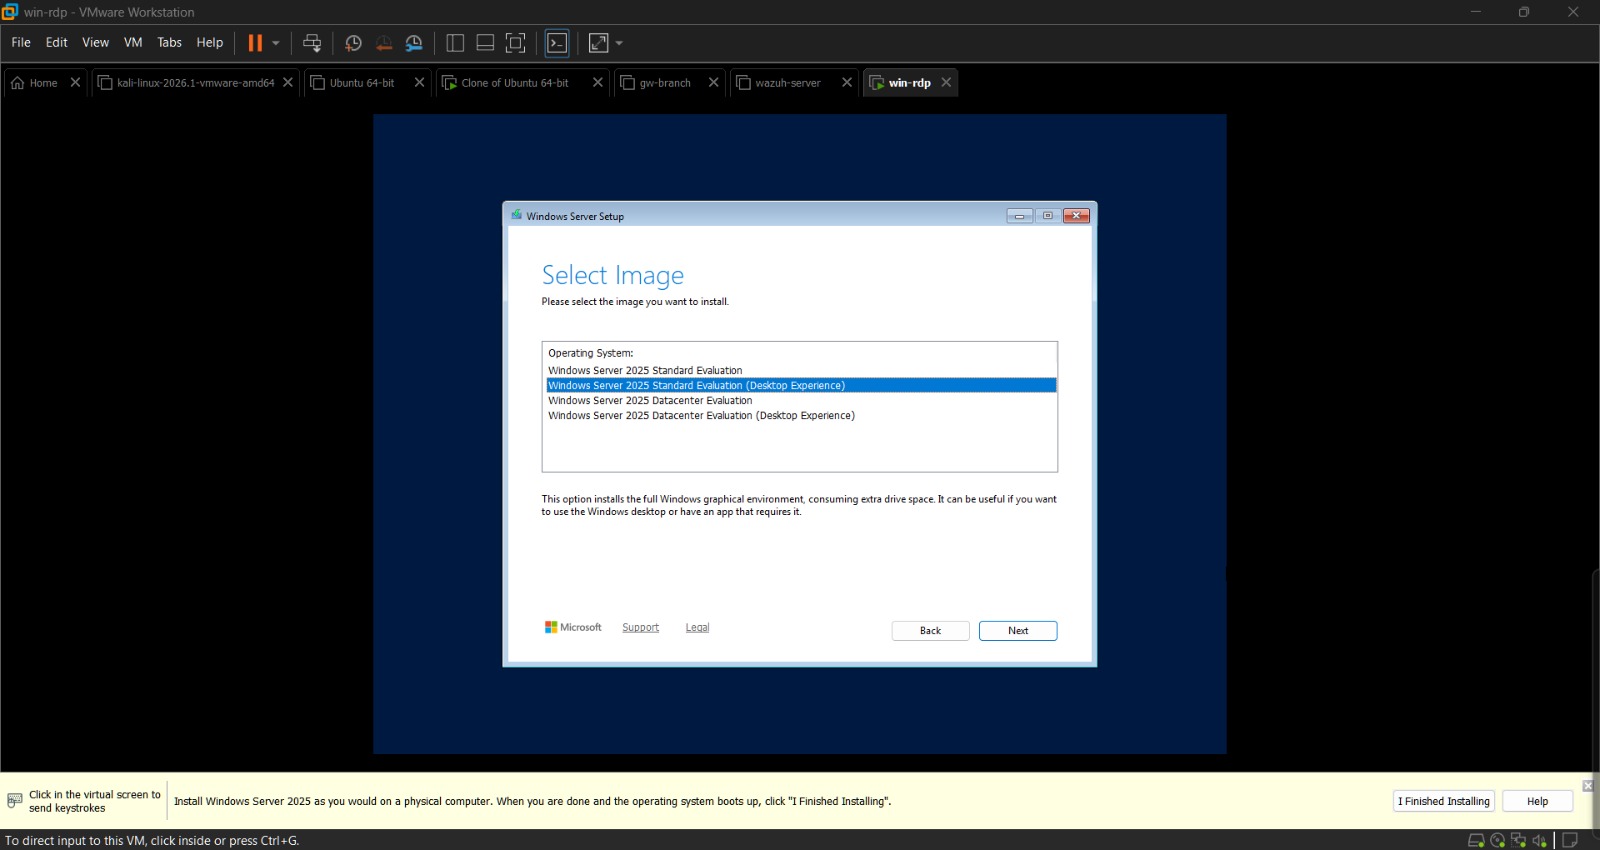 win-rdp - VMware Workstation
File Edit View VM Tabs Help
Home
kali-linux-2026.1-vmware-amd64
Ubuntu 64-bit
Clone of Ubuntu 64-bit
gw-branch
wazuh-server
win-rdp
Windows Server Setup
Select Image
Please select the image you want to install.
Operating System:
Windows Server 2025 Standard Evaluation
Windows Server 2025 Standard Evaluation (Desktop Experience)
Windows Server 2025 Datacenter Evaluation
Windows Server 2025 Datacenter Evaluation (Desktop Experience)
This option installs the full Windows graphical environment, consuming extra drive space. It can be useful if you want
to use the Windows desktop or have an app that requires it.
Microsoft Support Legal Back Next
Click in the virtual screen to
send keystrokes
Install Windows Server 2025 as you would on a physical computer. When you are done and the operating system boots up, click "I Finished Installing".
I Finished Installing
Help
To direct input to this VM, click inside or press Ctrl+G.